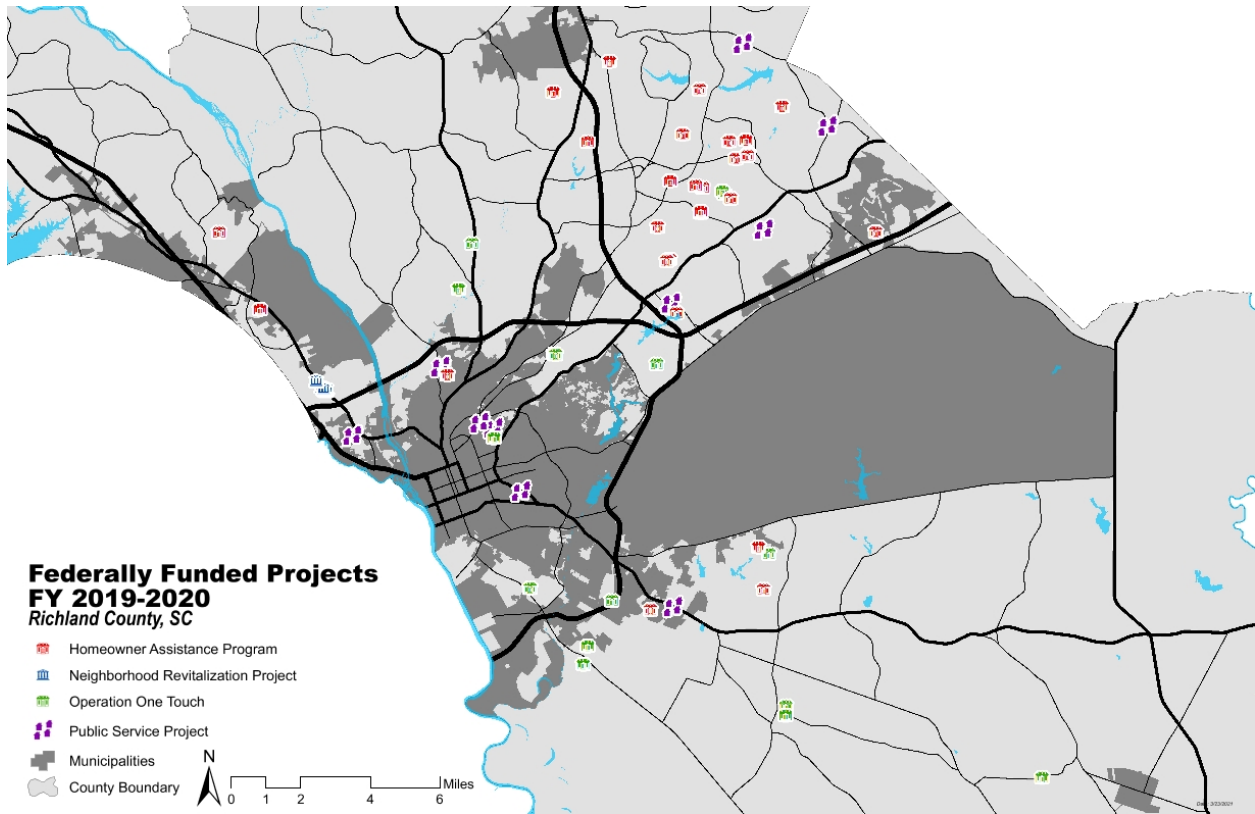 Federally Funded Projects
FY 2019-2020
Richland County, SC
Homeowner Assistance Program
Neighborhood Revitalization Project
Operation One Touch
Public Service Project
Municipalities
County Boundary
N
Miles
0 1 2 4 6